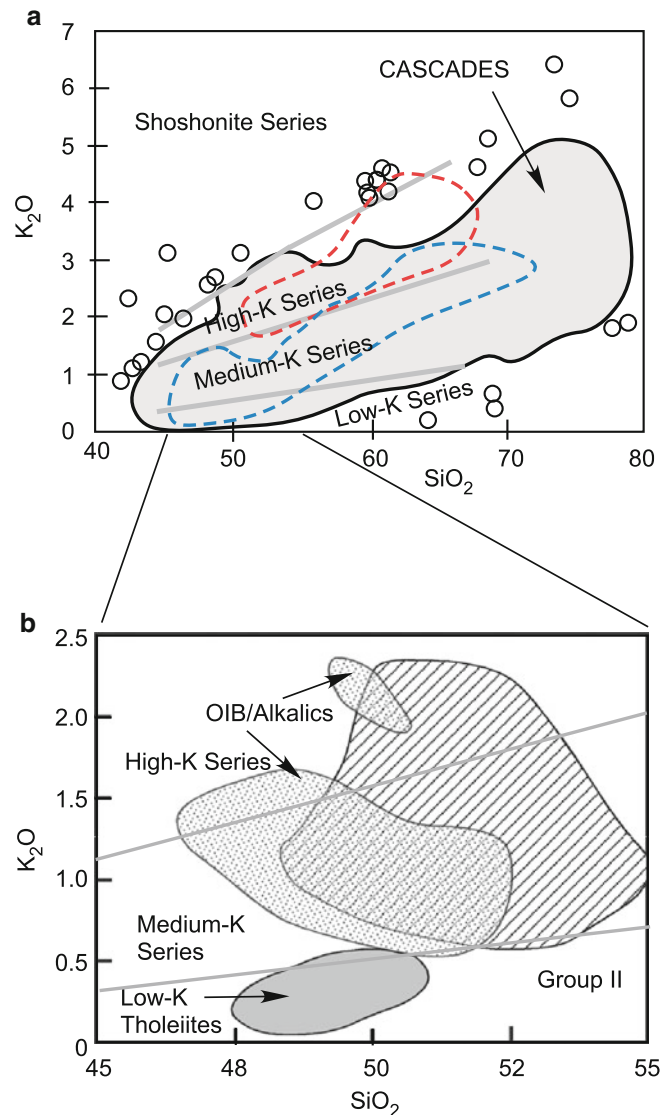 a
7
6
5
4
3
2
1
0
K2O
CASCADES
Shoshonite Series
High-K Series
Medium-K Series
Low-K Series
40
50
60
70
80
SiO2
b
2.5
2.0
1.5
1.0
0.5
0
K2O
OIB/Alkalics
High-K Series
Medium-K
Series
Low-K
Tholeiites
Group II
45
48
50
52
55
SiO2